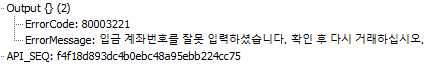 Output {} (2)
ErrorCode: 80003221
ErrorMessage: 입금 계좌번호를 잘못 입력하셨습니다. 확인 후 다시 거래하십시오.
API_SEQ: f4f18d893dc4b0ebc48a95ebb224cc75